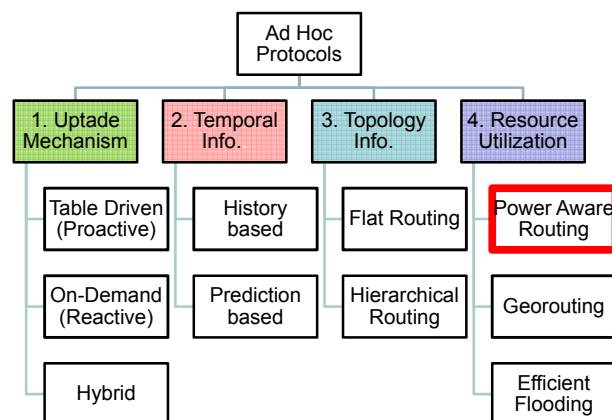 Ad Hoc
Protocols
1. Uptade
Mechanism
2. Temporal
Info.
3. Topology
Info.
4. Resource
Utilization
Table Driven
(Proactive)
On-Demand
(Reactive)
Hybrid
History
based
Prediction
based
Flat Routing
Hierarchical
Routing
Power Aware
Routing
Georouting
Efficient
Flooding